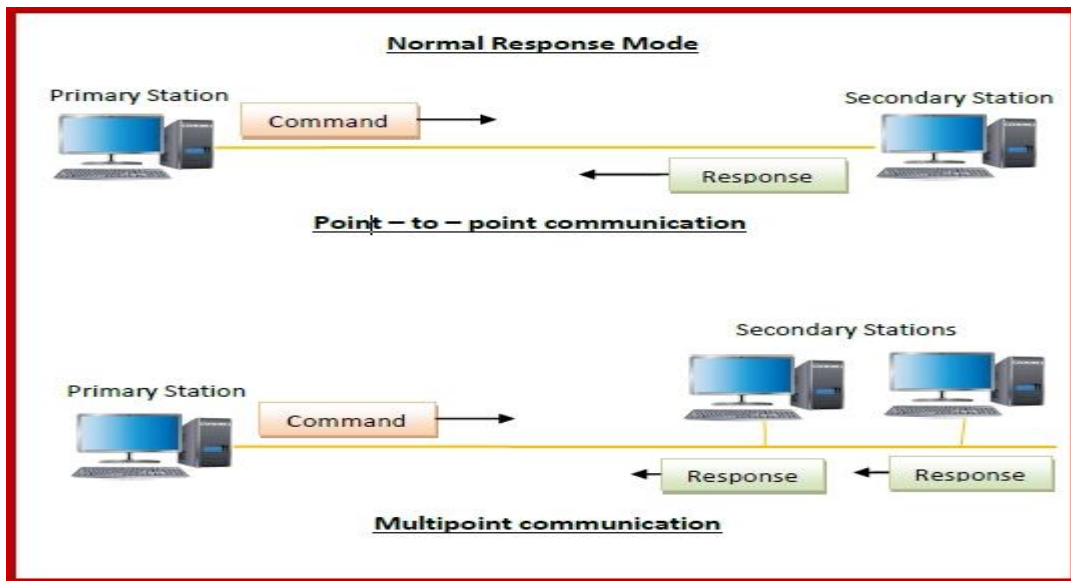 Normal Response Mode
Primary Station
Secondary Station
Command
Response
Point – to – point communication
Secondary Stations
Primary Station
Command
Response
Response
Multipoint communication